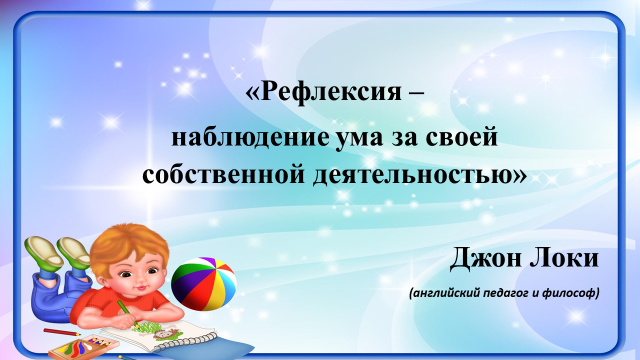 «Рефлексия –
наблюдение ума за своей
собственной деятельностью»
Джон Локи
(английский педагог и философ)